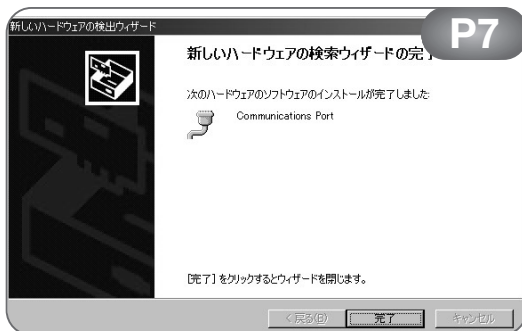 新しいハードウェアの検出ウィザード
P7
新しいハードウェアの検索ウィザードの完
次のハードウェアのソフトウェアのインストールが完了しました:
Communications Port
[完了] をクリックするとウィザードを閉じます。
< 戻る(B)
完了
キャンセル